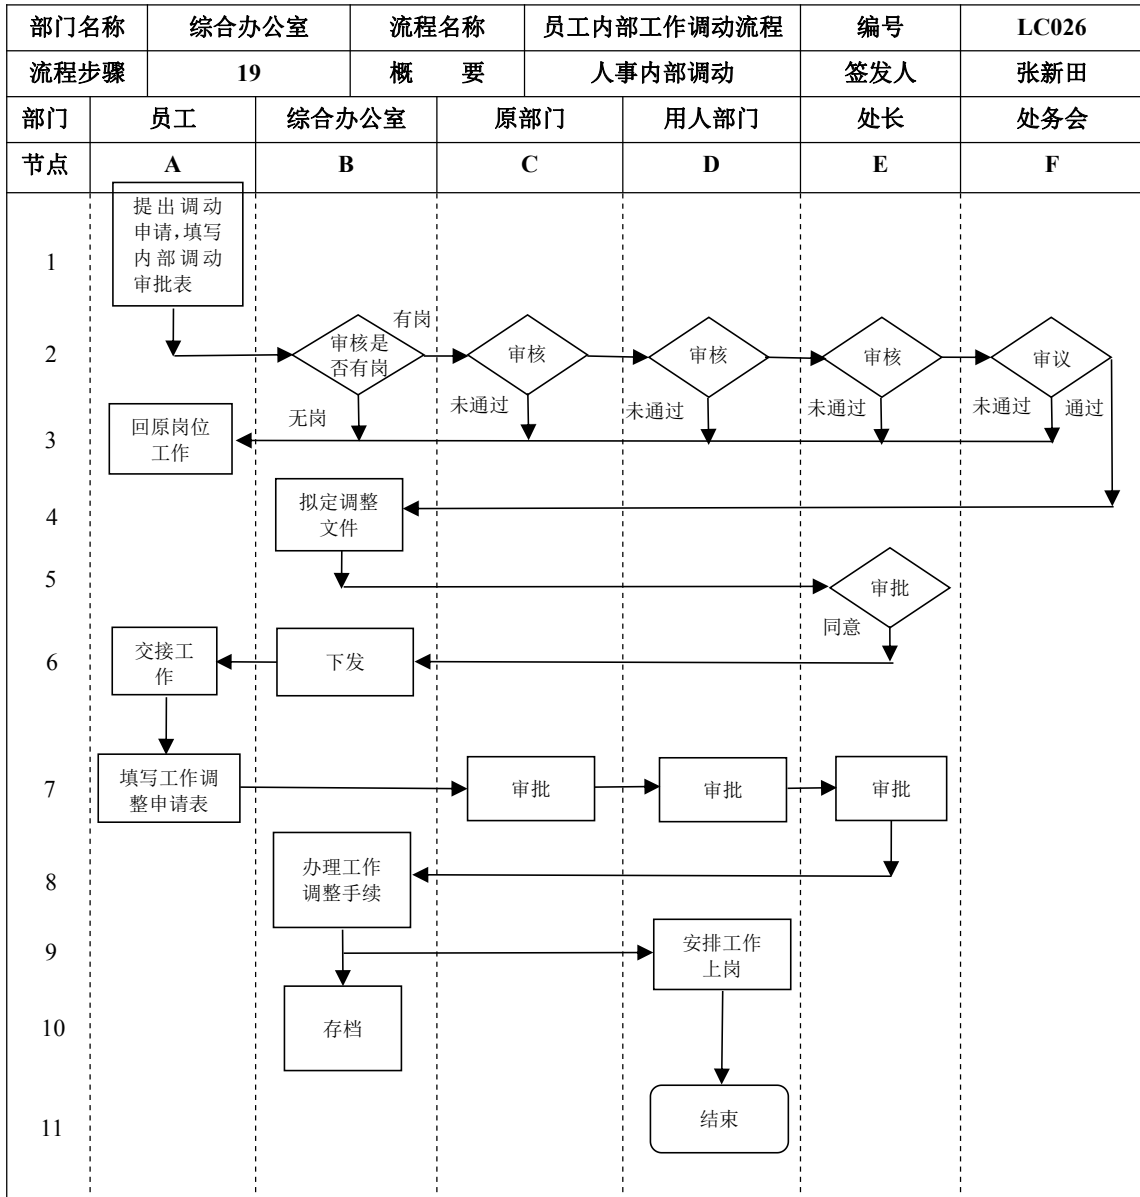 部门名称 综合办公室 流程名称 员工内部工作调动流程 编号 LC026
流程步骤 19 概 要 人事内部调动 签发人 张新田
部门 员工 综合办公室 原部门 用人部门 处长 处务会
节点 A B C D E F
提出调动
申请，填写
内部调动
审批表
1
有岗
2
审核是
否有岗
审核
审核
审核
审议
无岗
未通过
未通过
未通过
未通过
通过
3
回原岗位
工作
4
拟定调整
文件
5
审批
同意
6
交接工
作
下发
7
填写工作调
整申请表
审批
审批
审批
8
办理工作
调整手续
9
安排工作
上岗
10
存档
11
结束